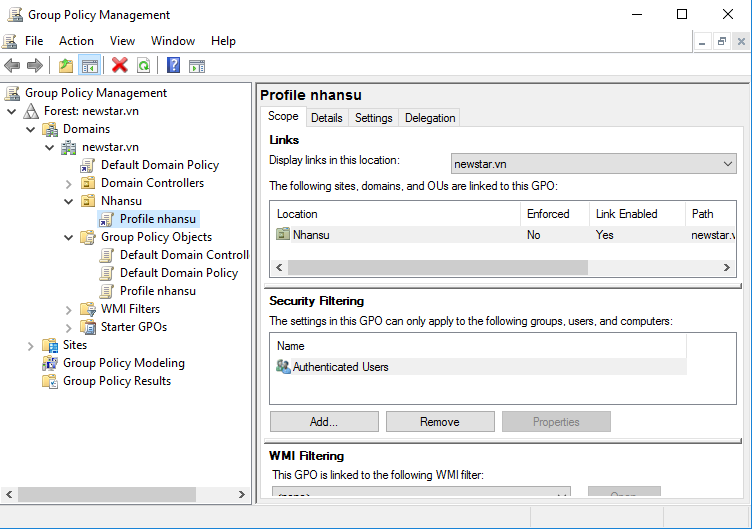 Group Policy Management
File Action View Window Help
Group Policy Management
Forest: newstar.vn
Domains
newstar.vn
Default Domain Policy
Domain Controllers
Nhansu
Profile nhansu
Group Policy Objects
Default Domain Controll
Default Domain Policy
Profile nhansu
WMI Filters
Starter GPOs
Sites
Group Policy Modeling
Group Policy Results
Profile nhansu
Scope Details Settings Delegation
Links
Display links in this location: newstar.vn
The following sites, domains, and OUs are linked to this GPO:
Location Enforced Link Enabled Path
Nhansu No Yes newstar.v
Security Filtering
The settings in this GPO can only apply to the following groups, users, and computers:
Name
Authenticated Users
Add... Remove Properties
WMI Filtering
This GPO is linked to the following WMI filter: